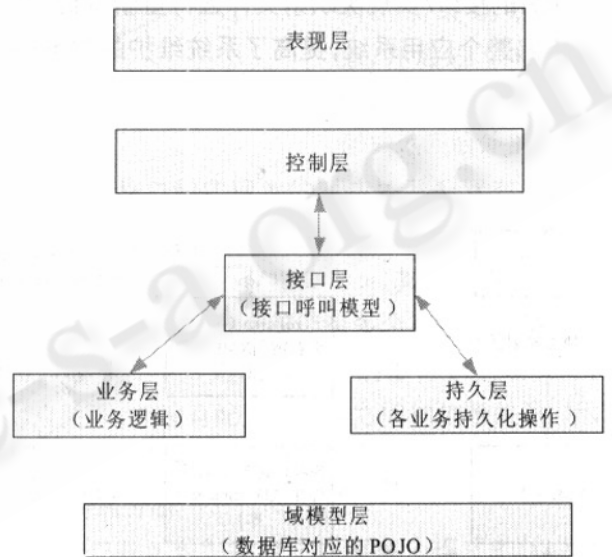 表现层
控制层
接口层
（接口呼叫模型）
业务层
（业务逻辑）
持久层
（各业务持久化操作）
域模型层
（数据库对应的POJO）
-s-a.org.cn